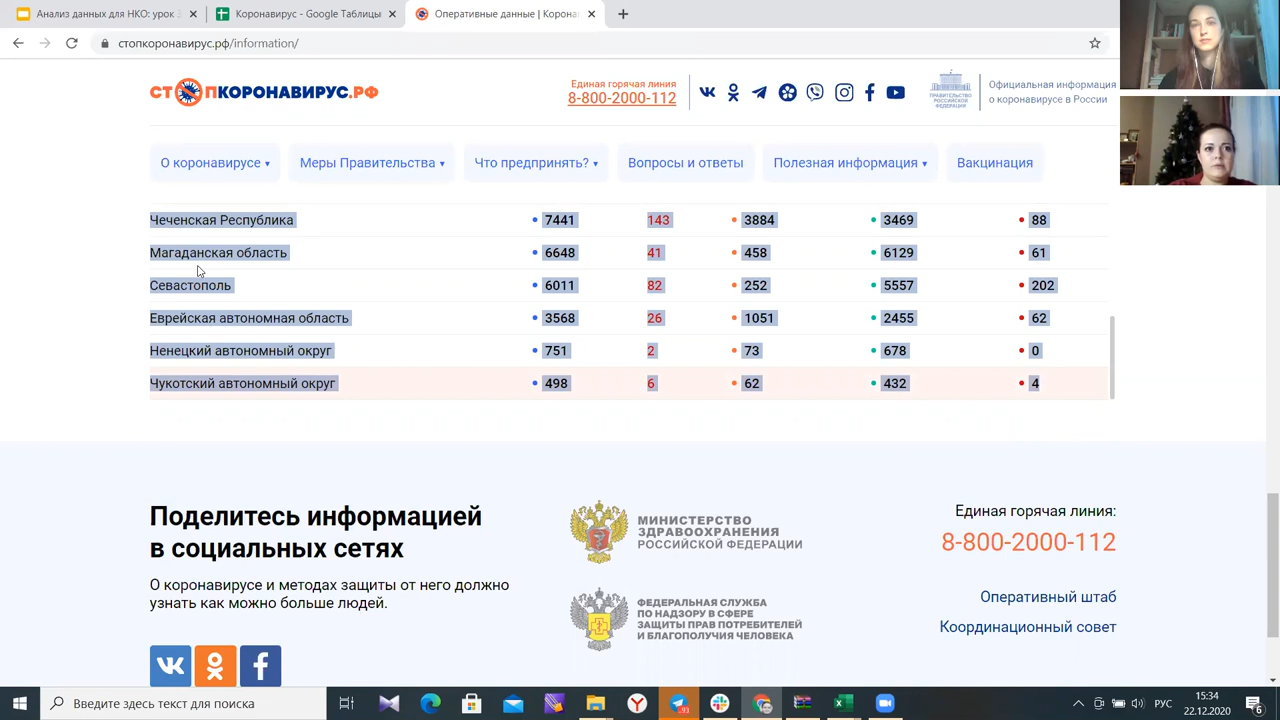 Анализ данных для НКО: урок
Коронавирус - Google Таблицы
Оперативные данные | Корона
стопкоронавирус.рф/information/
СТОПКОРОНАВИРУС.РФ
Единая горячая линия
8-800-2000-112
ПРАВИТЕЛЬСТВО
РОССИЙСКОЙ
ФЕДЕРАЦИИ
Официальная информация
о коронавирусе в России
О коронавирусе
Меры Правительства
Что предпринять?
Вопросы и ответы
Полезная информация
Вакцинация
Чеченская Республика 7441 143 3884 3469 88
Магаданская область 6648 41 458 6129 61
Севастополь 6011 82 252 5557 202
Еврейская автономная область 3568 26 1051 2455 62
Ненецкий автономный округ 751 2 73 678 0
Чукотский автономный округ 498 6 62 432 4
Поделитесь информацией
в социальных сетях
О коронавирусе и методах защиты от него должно
узнать как можно больше людей.
МИНИСТЕРСТВО
ЗДРАВООХРАНЕНИЯ
РОССИЙСКОЙ ФЕДЕРАЦИИ
ФЕДЕРАЛЬНАЯ СЛУЖБА
ПО НАДЗОРУ В СФЕРЕ
ЗАЩИТЫ ПРАВ ПОТРЕБИТЕЛЕЙ
И БЛАГОПОЛУЧИЯ ЧЕЛОВЕКА
Единая горячая линия:
8-800-2000-112
Оперативный штаб
Координационный совет
Введите здесь текст для поиска
93
РУС
15:34
22.12.2020
6